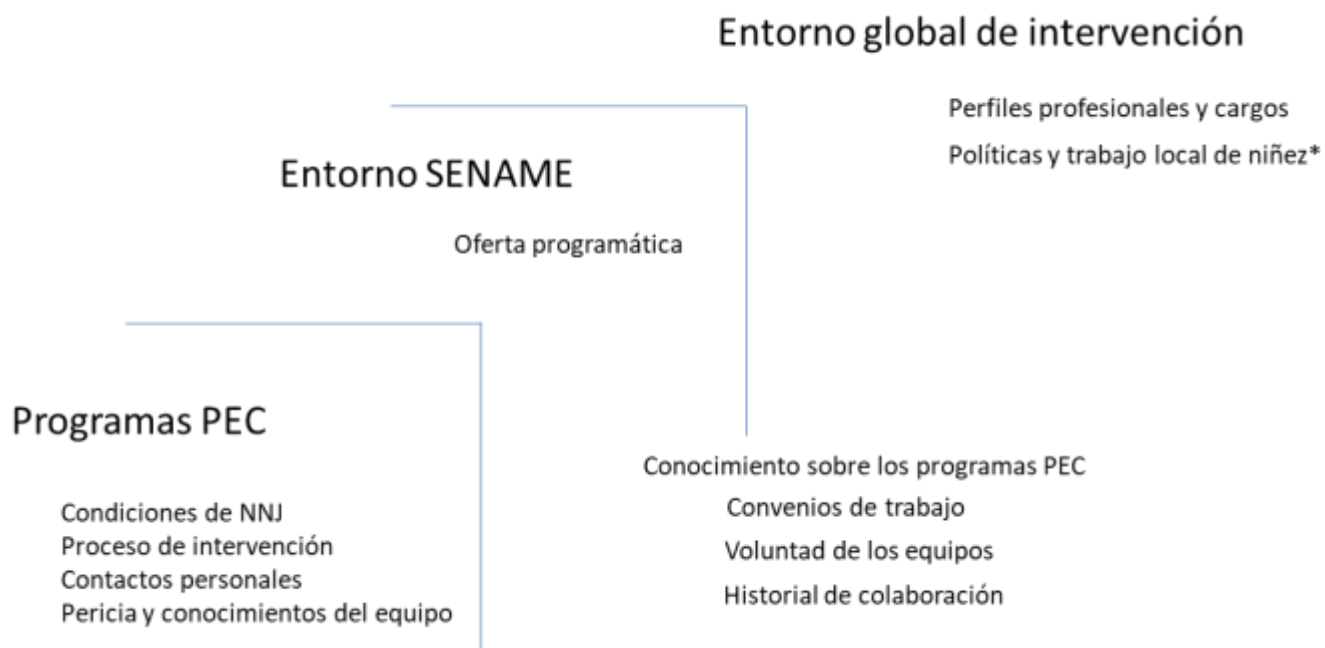 Entorno global de intervención
Perfiles profesionales y cargos
Políticas y trabajo local de niñez*
Entorno SENAME
Oferta programática
Programas PEC
Condiciones de NNJ
Proceso de intervención
Contactos personales
Pericia y conocimientos del equipo
Conocimiento sobre los programas PEC
Convenios de trabajo
Voluntad de los equipos
Historial de colaboración